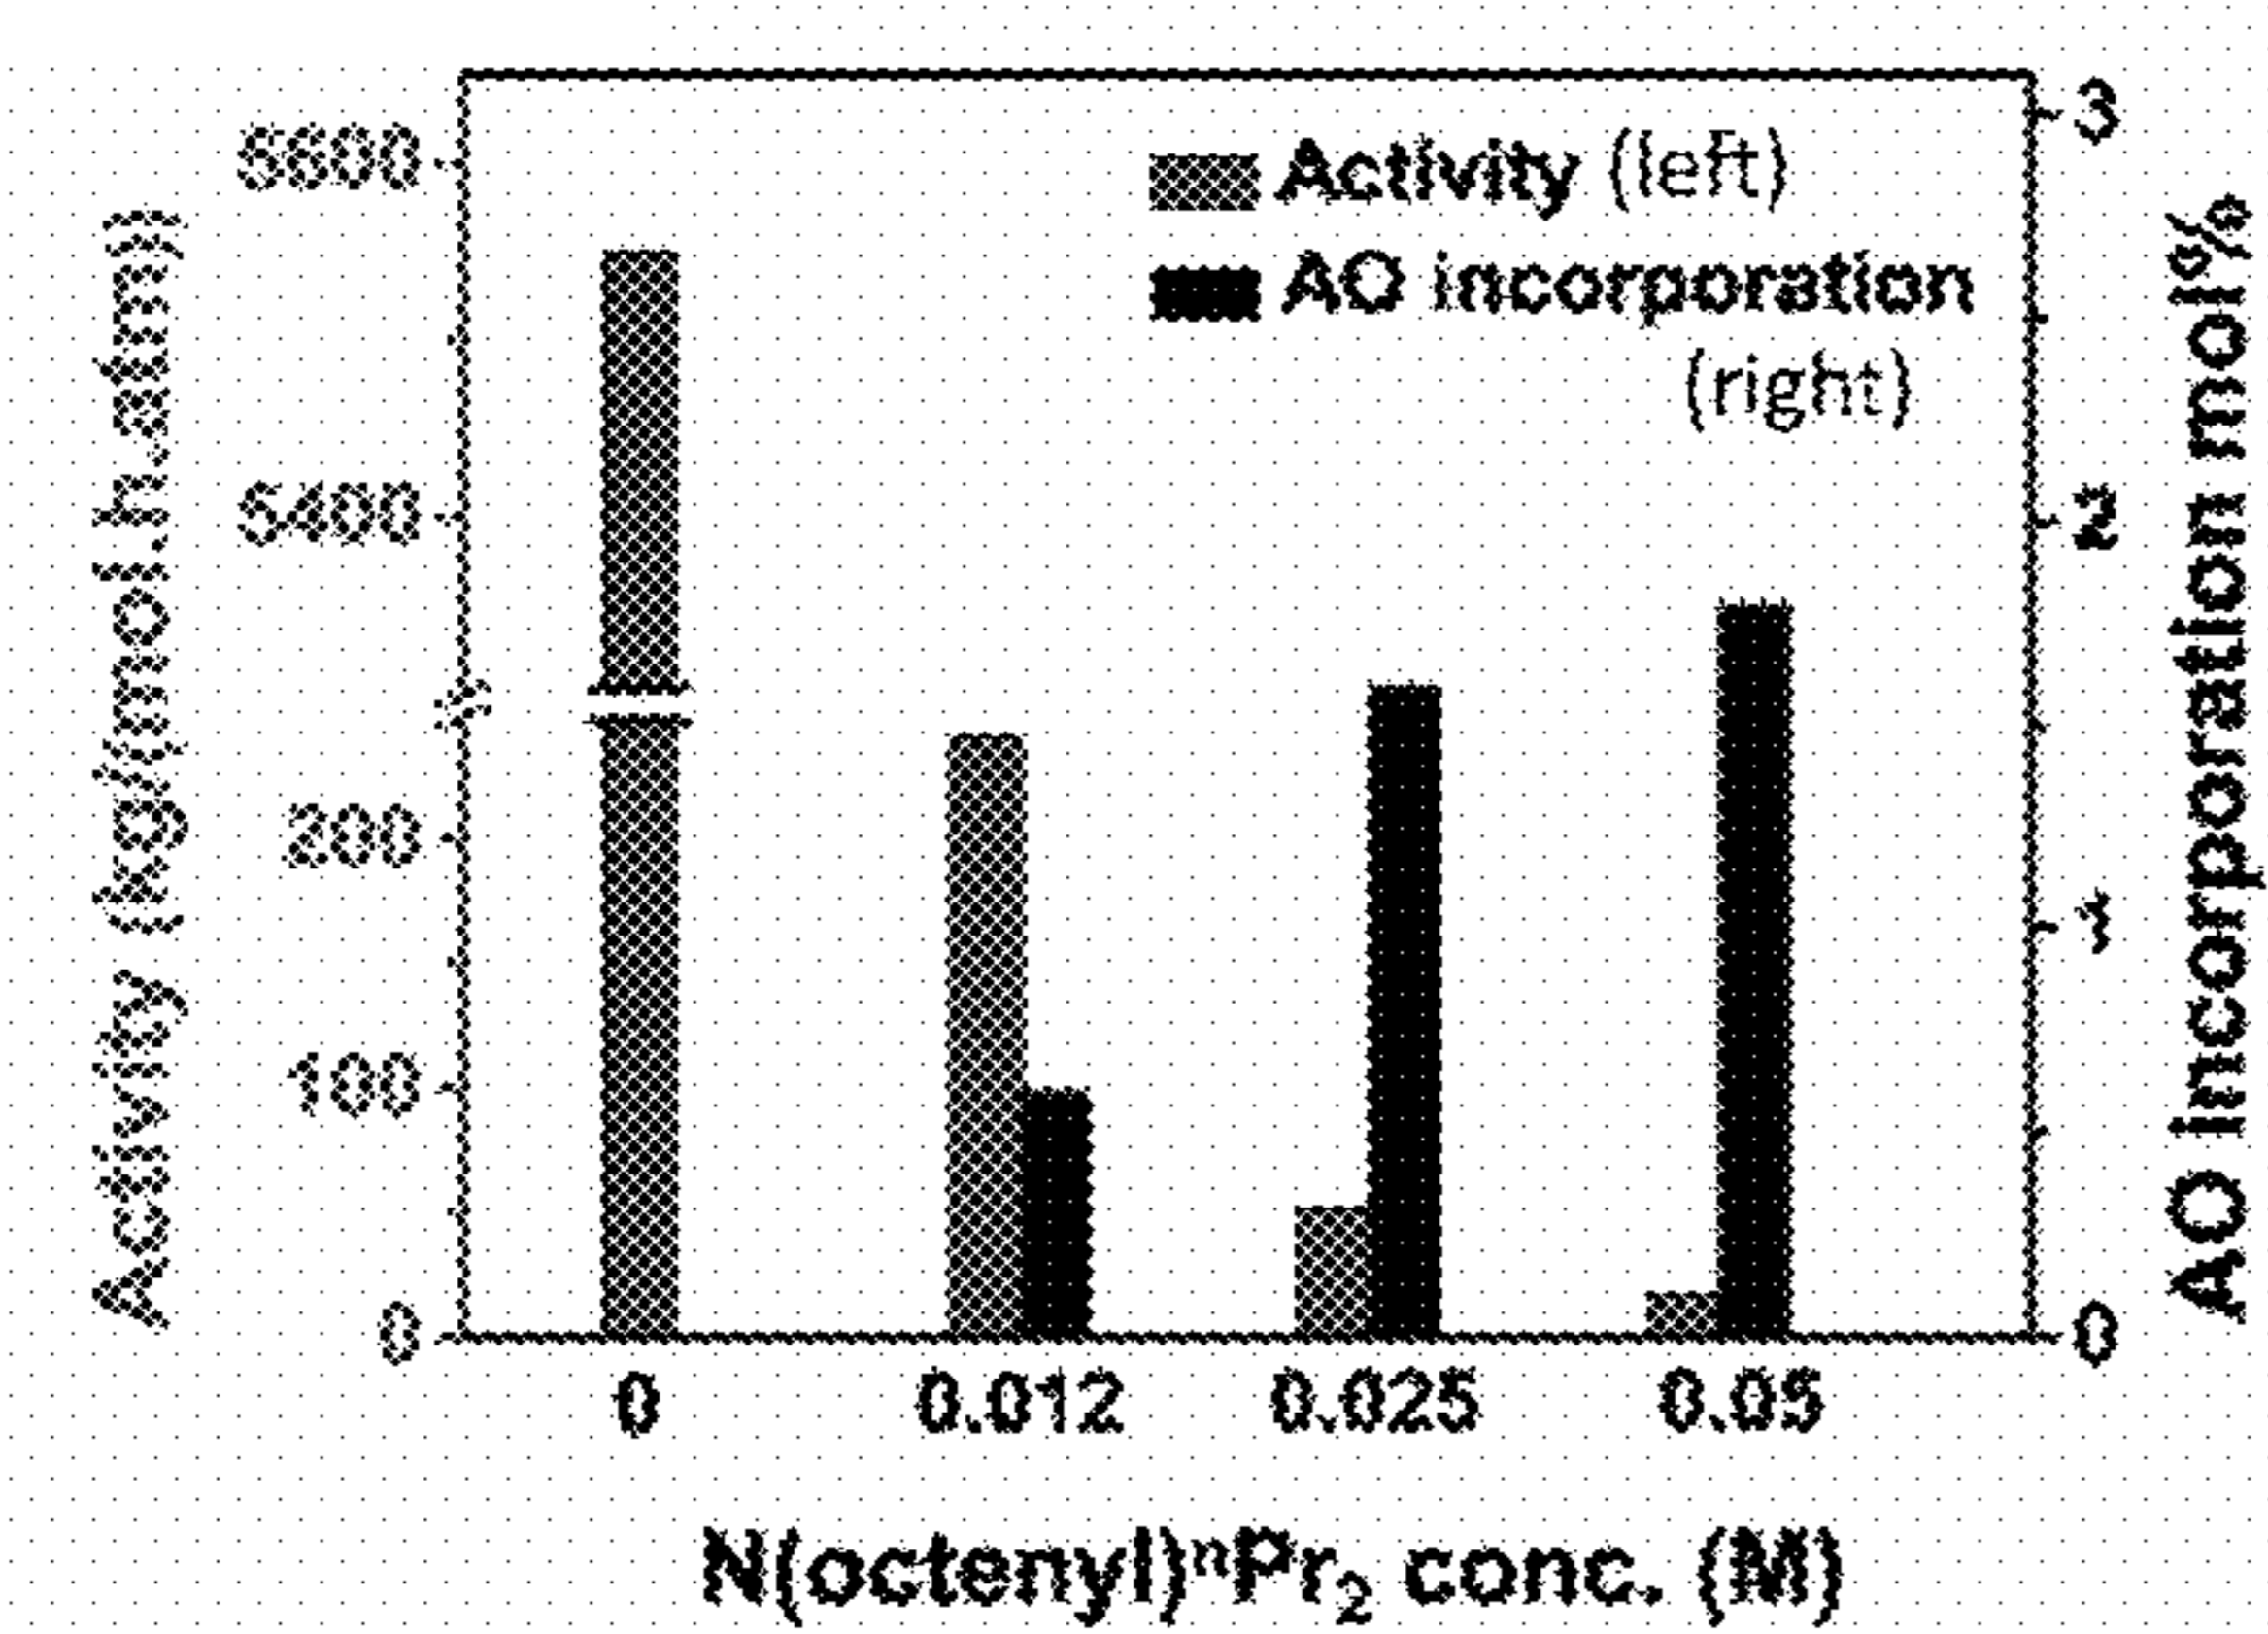 Activity (kg/(mol.h.atm))
5600
5400
200
100
0
Activity (left)
AO incorporation
(right)
3
2
1
0
AO incorporation mol%
0 0.012 0.025 0.05
N(octenyl)ⁿPr₂ conc. (M)